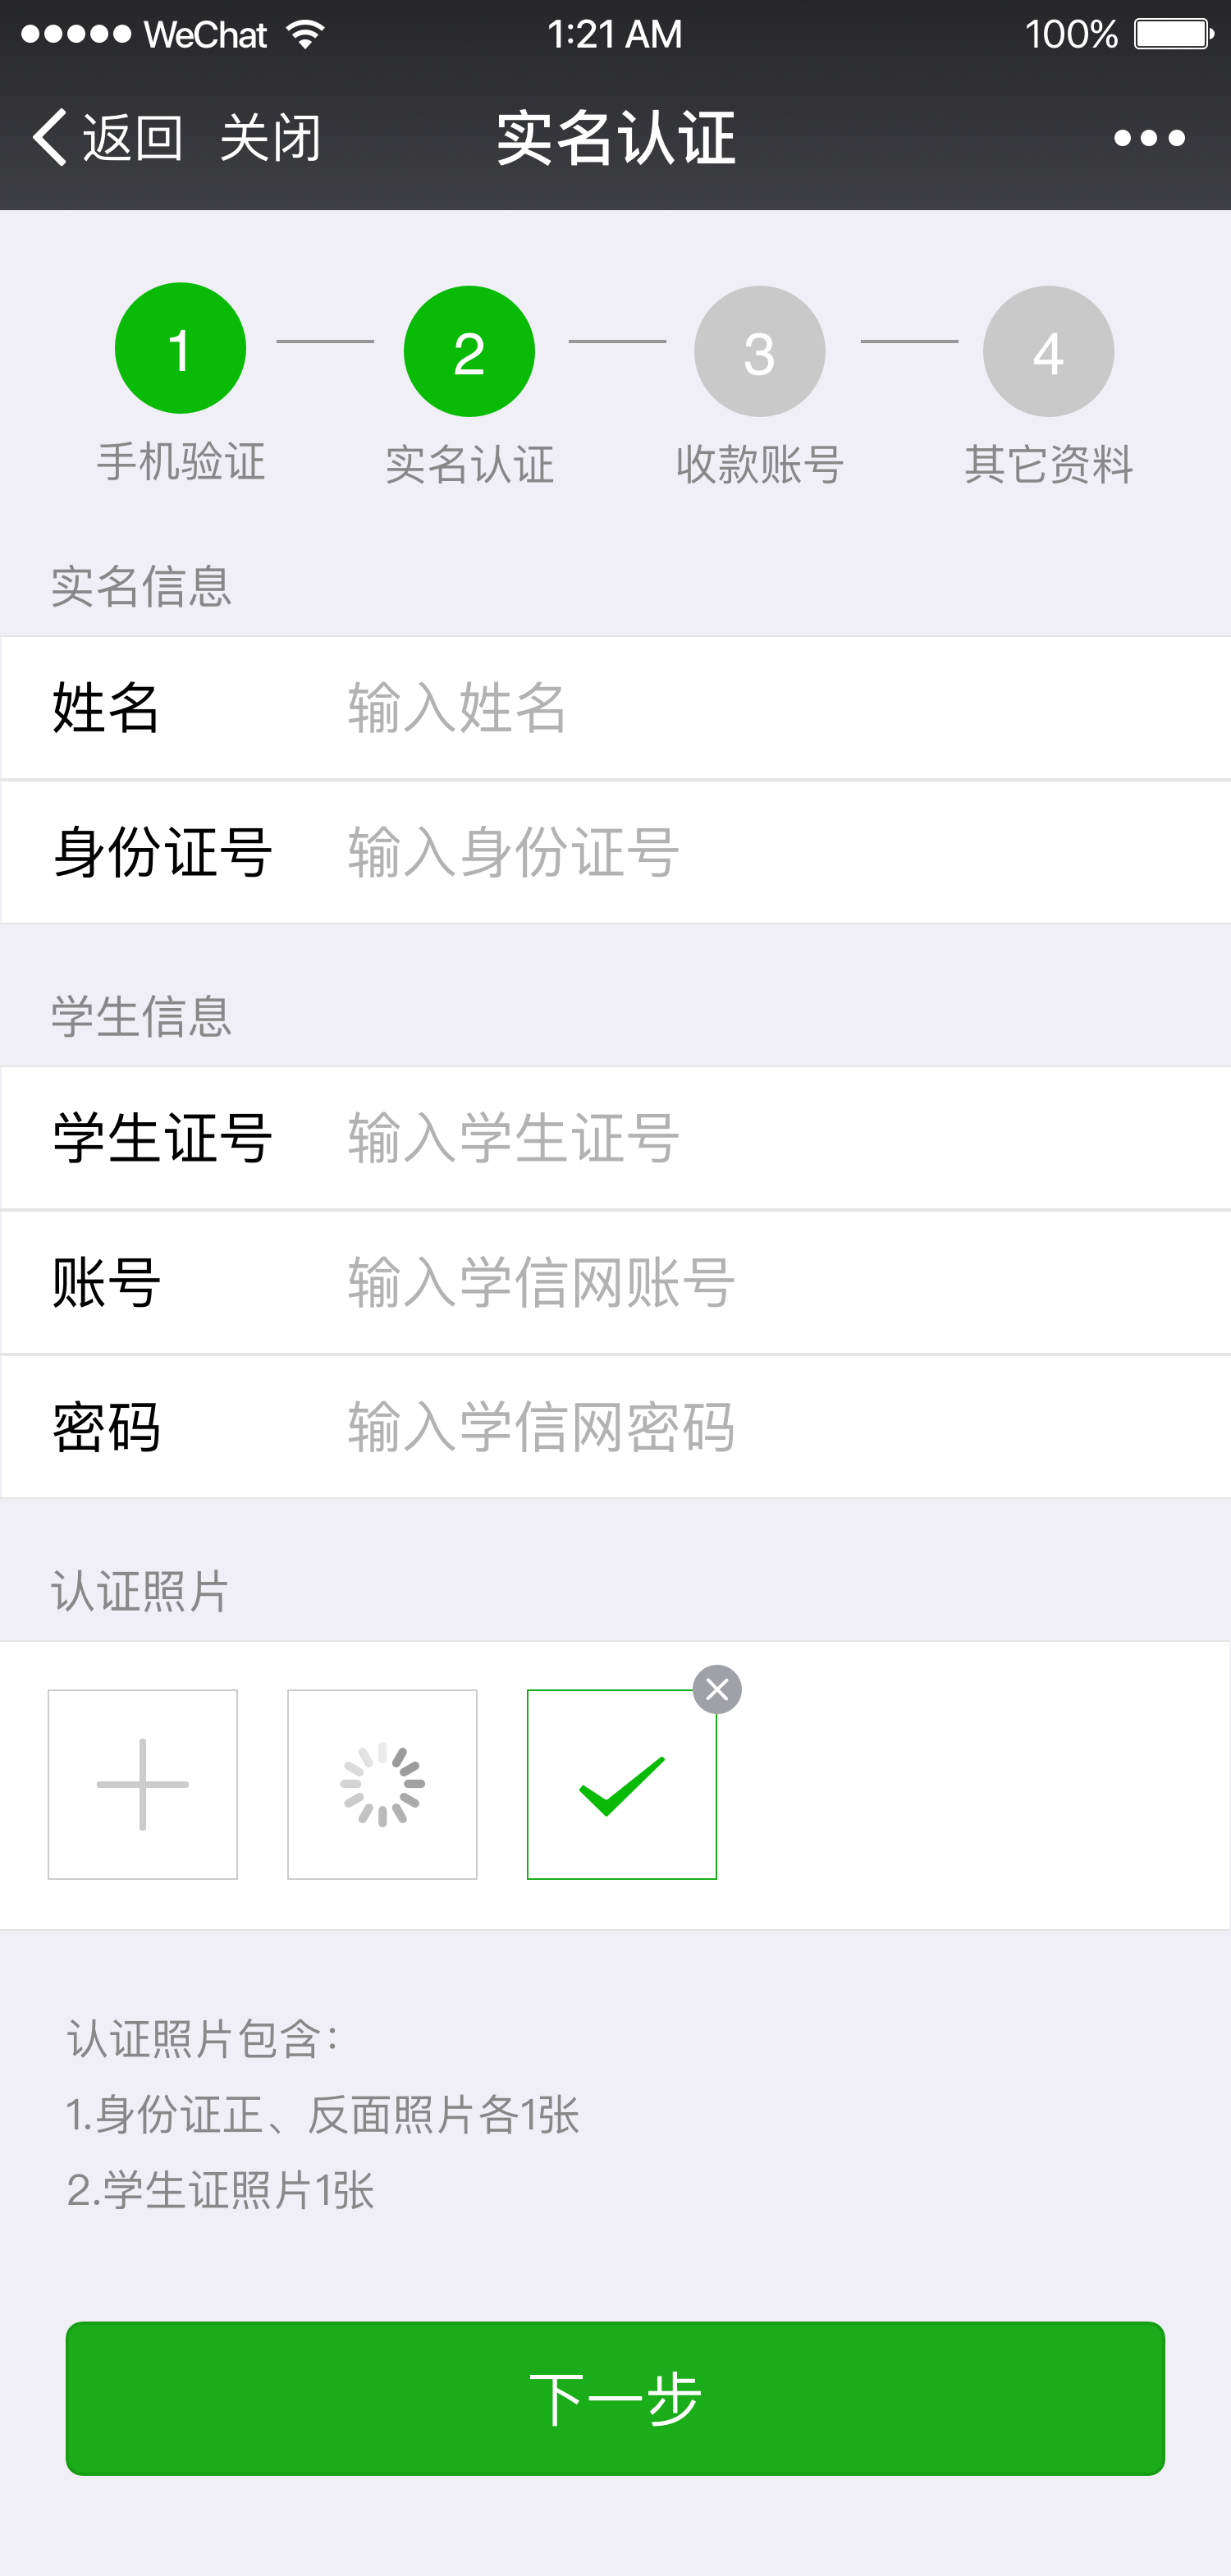 WeChat 1:21 AM 100%
返回 关闭 实名认证
1 2 3 4
手机验证 实名认证 收款账号 其它资料
实名信息
姓名 输入姓名
身份证号 输入身份证号
学生信息
学生证号 输入学生证号
账号 输入学信网账号
密码 输入学信网密码
认证照片
认证照片包含：
1.身份证正、反面照片各1张
2.学生证照片1张
下一步